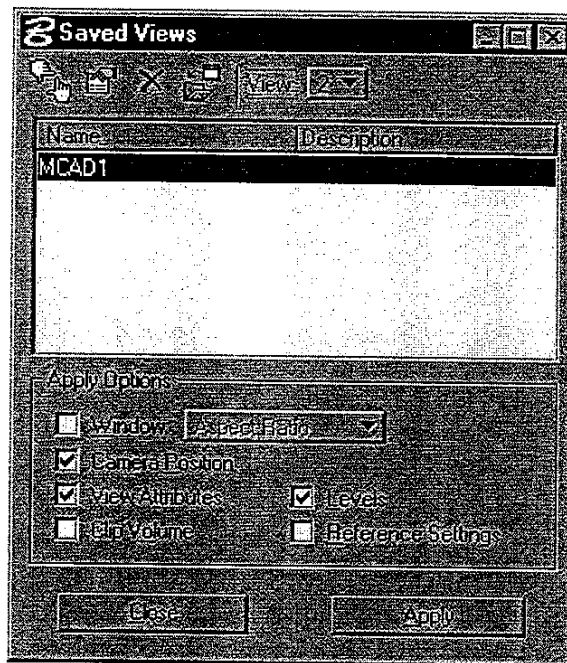 Saved Views
View: 2
Name Description
MCAD1
Apply Options
Window Aspect Ratio
Camera Position
View Attributes Levels
Clip Volume Reference Settings
Close Apply